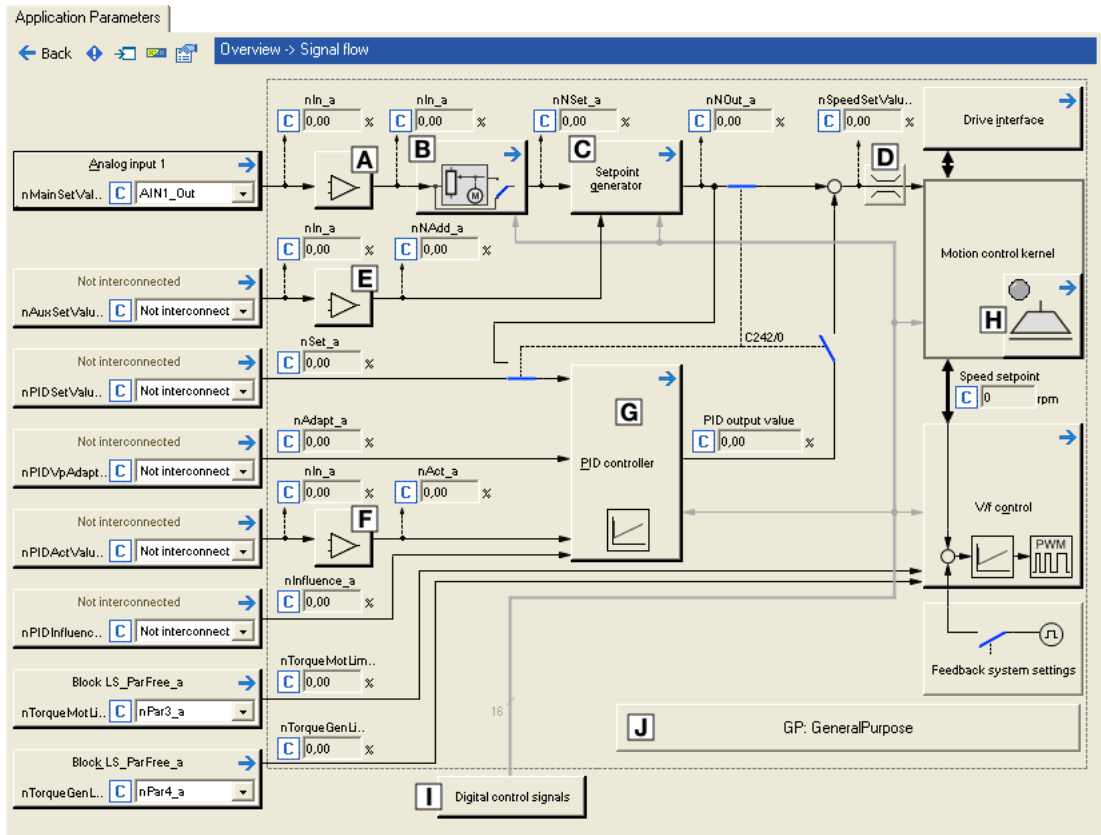 Application Parameters
Back
Overview -> Signal flow
nIn_a
C 0,00 %
nIn_a
C 0,00 %
nNSet_a
C 0,00 %
nNOut_a
C 0,00 %
nSpeedSetValu..
C 0,00 %
Drive interface
Analog input 1
nMainSetVal.. C AIN1_Out
A
B
M
C
Setpoint
generator
D
Motion control kernel
nIn_a
C 0,00 %
nNAdd_a
C 0,00 %
Not interconnected
nAuxSetValu.. C Not interconnect
E
H
C242/0
nSet_a
C 0,00 %
Not interconnected
nPIDSetValu.. C Not interconnect
Speed setpoint
C 0 rpm
G
PID controller
PID output value
C 0,00 %
nAdapt_a
C 0,00 %
Not interconnected
nPIDVpAdapt.. C Not interconnect
nIn_a
C 0,00 %
nAct_a
C 0,00 %
Not interconnected
nPIDActValu.. C Not interconnect
F
V/f control
PWM
nInfluence_a
C 0,00 %
Not interconnected
nPIDInfluenc.. C Not interconnect
Feedback system settings
nTorqueMotLim..
C 0,00 %
Block LS_ParFree_a
nTorqueMotLi.. C nPar3_a
16
J GP: GeneralPurpose
nTorqueGenLi..
C 0,00 %
Block LS_ParFree_a
nTorqueGenL.. C nPar4_a
I Digital control signals